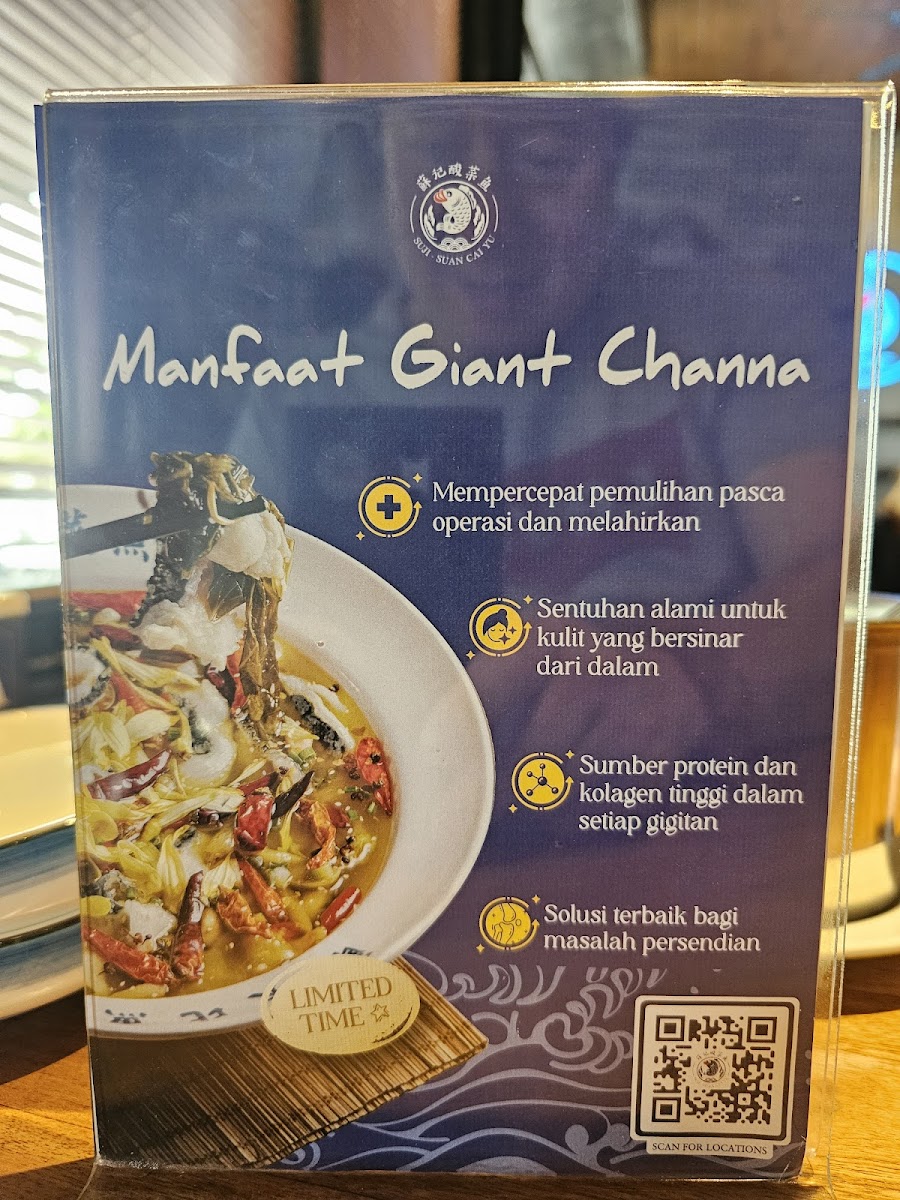 蘇记酸菜鱼
SUJI . SUAN CAI YU
Manfaat Giant Channa
Mempercepat pemulihan pasca
operasi dan melahirkan
Sentuhan alami untuk
kulit yang bersinar
dari dalam
Sumber protein dan
kolagen tinggi dalam
setiap gigitan
Solusi terbaik bagi
masalah persendian
LIMITED
TIME
SCAN FOR LOCATIONS